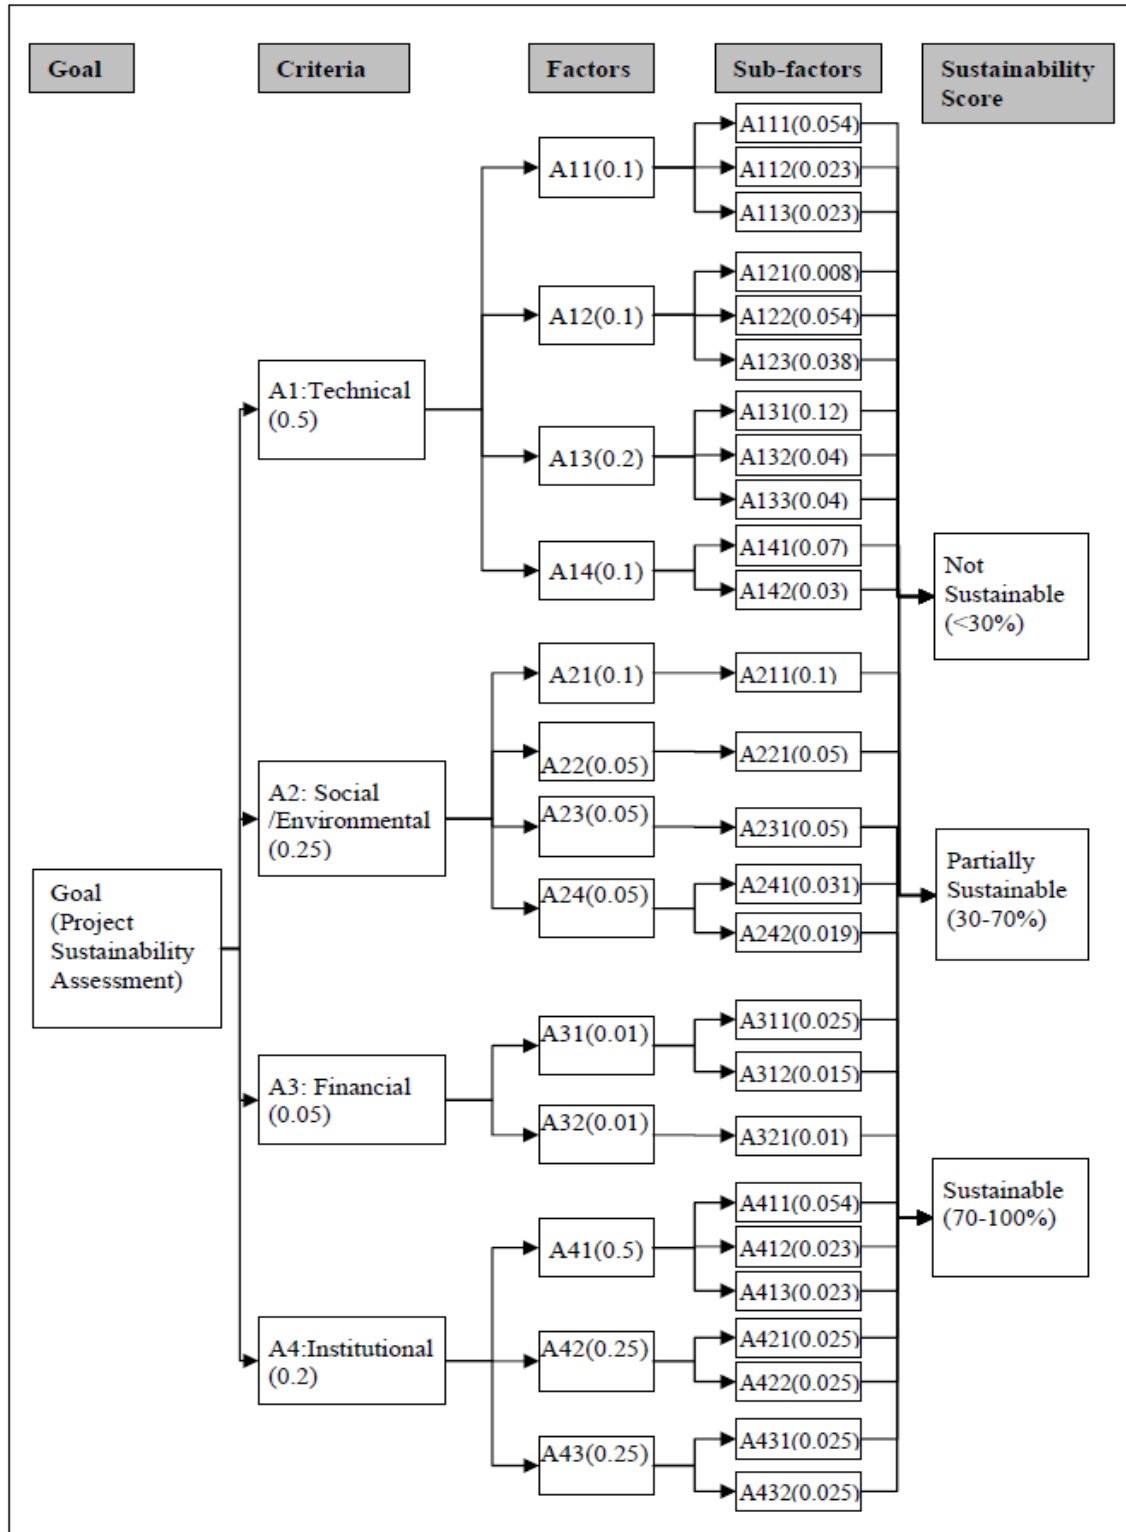 Goal
Criteria
Factors
Sub-factors
Sustainability
Score
Goal
(Project
Sustainability
Assessment)
A1:Technical
(0.5)
A2: Social
/Environmental
(0.25)
A3: Financial
(0.05)
A4:Institutional
(0.2)
A11(0.1)
A12(0.1)
A13(0.2)
A14(0.1)
A21(0.1)
A22(0.05)
A23(0.05)
A24(0.05)
A31(0.01)
A32(0.01)
A41(0.5)
A42(0.25)
A43(0.25)
A111(0.054)
A112(0.023)
A113(0.023)
A121(0.008)
A122(0.054)
A123(0.038)
A131(0.12)
A132(0.04)
A133(0.04)
A141(0.07)
A142(0.03)
A211(0.1)
A221(0.05)
A231(0.05)
A241(0.031)
A242(0.019)
A311(0.025)
A312(0.015)
A321(0.01)
A411(0.054)
A412(0.023)
A413(0.023)
A421(0.025)
A422(0.025)
A431(0.025)
A432(0.025)
Not
Sustainable
(<30%)
Partially
Sustainable
(30-70%)
Sustainable
(70-100%)